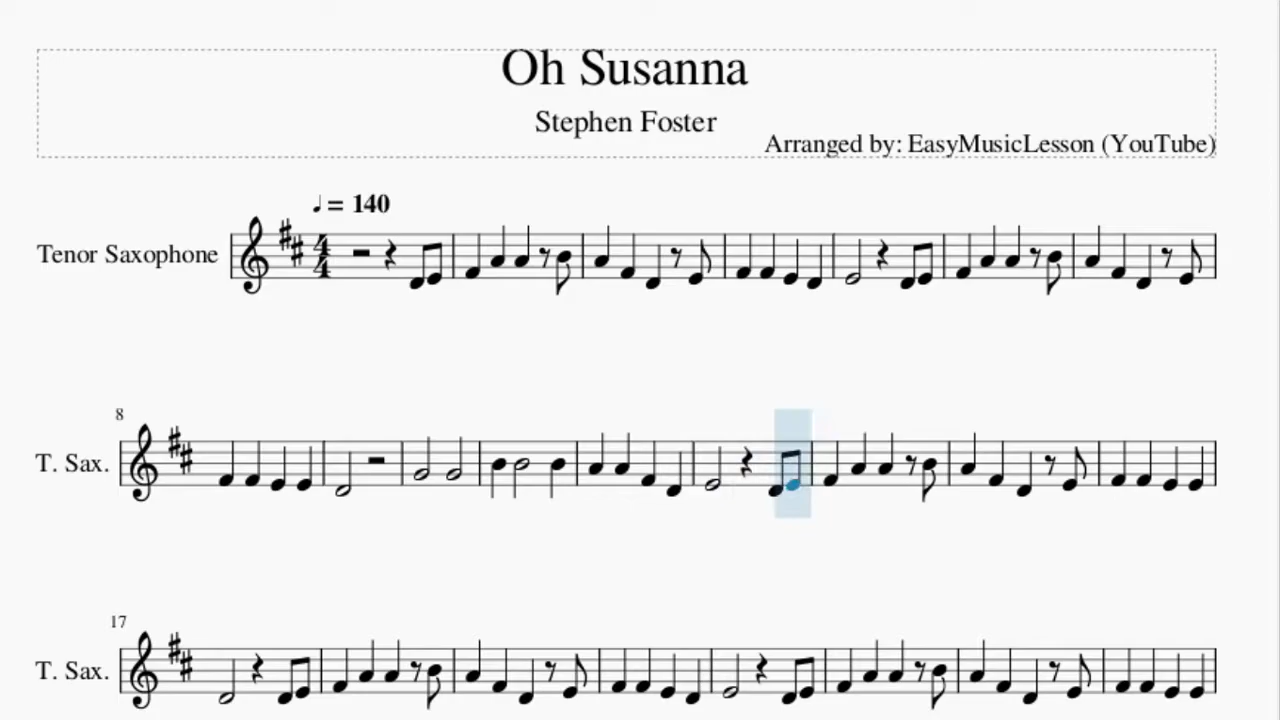 Oh Susanna
Stephen Foster
Arranged by: EasyMusicLesson (YouTube)
♩ = 140
Tenor Saxophone
4
4
8
T. Sax.
17
T. Sax.